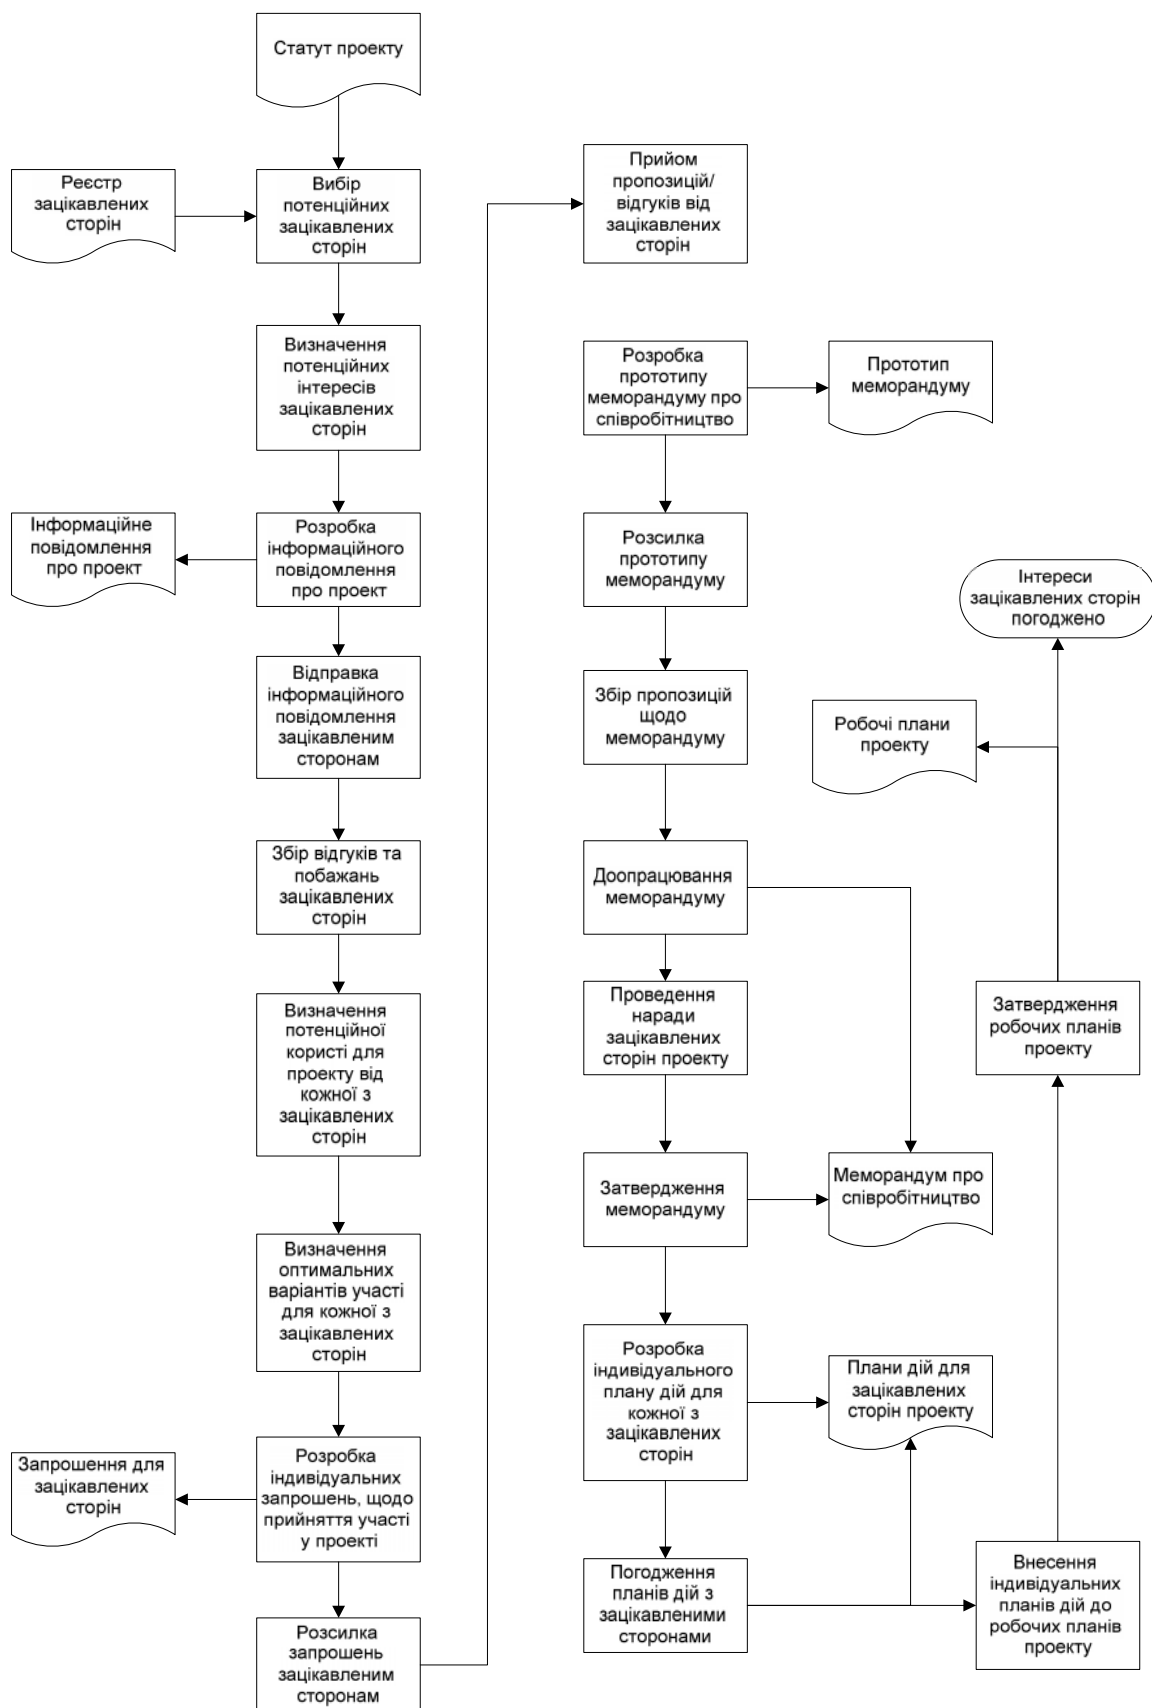 Статут проекту
Реєстр
зацікавлених
сторін
Вибір
потенційних
зацікавлених
сторін
Визначення
потенційних
інтересів
зацікавлених
сторін
Інформаційне
повідомлення
про проект
Розробка
інформаційного
повідомлення
про проект
Відправка
інформаційного
повідомлення
зацікавленим
сторонам
Збір відгуків та
побажань
зацікавлених
сторін
Визначення
потенційної
користі для
проекту від
кожної з
зацікавлених
сторін
Визначення
оптимальних
варіантів участі
для кожної з
зацікавлених
сторін
Запрошення для
зацікавлених
сторін
Розробка
індивідуальних
запрошень, щодо
прийняття участі
у проекті
Розсилка
запрошень
зацікавленим
сторонам
Прийом
пропозицій/
відгуків від
зацікавлених
сторін
Розробка
прототипу
меморандуму про
співробітництво
Прототип
меморандуму
Розсилка
прототипу
меморандуму
Збір пропозицій
щодо
меморандуму
Доопрацювання
меморандуму
Проведення
наради
зацікавлених
сторін проекту
Затвердження
меморандуму
Меморандум про
співробітництво
Розробка
індивідуального
плану дій для
кожної з
зацікавлених
сторін
Плани дій для
зацікавлених
сторін проекту
Погодження
планів дій з
зацікавленими
сторонами
Внесення
індивідуальних
планів дій до
робочих планів
проекту
Затвердження
робочих планів
проекту
Робочі плани
проекту
Інтереси
зацікавлених сторін
погоджено